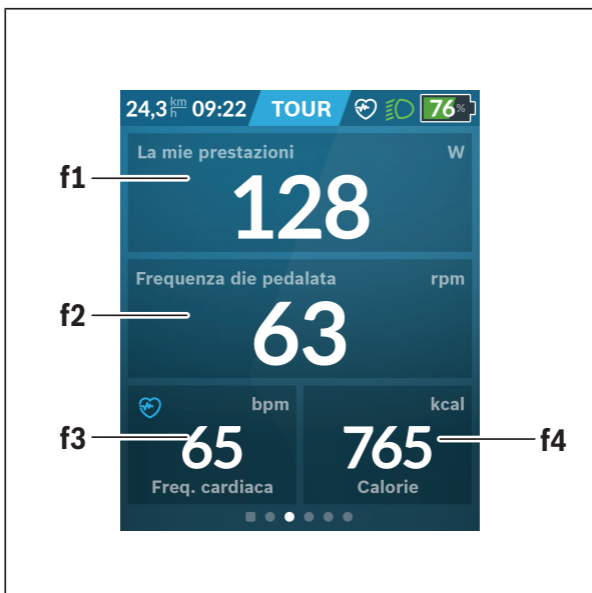 24,3 km/h 09:22 TOUR 76%
La mie prestazioni W
f1
128
Frequenza die pedalata rpm
f2
63
bpm kcal
f3 65 765 f4
Freq. cardiaca Calorie